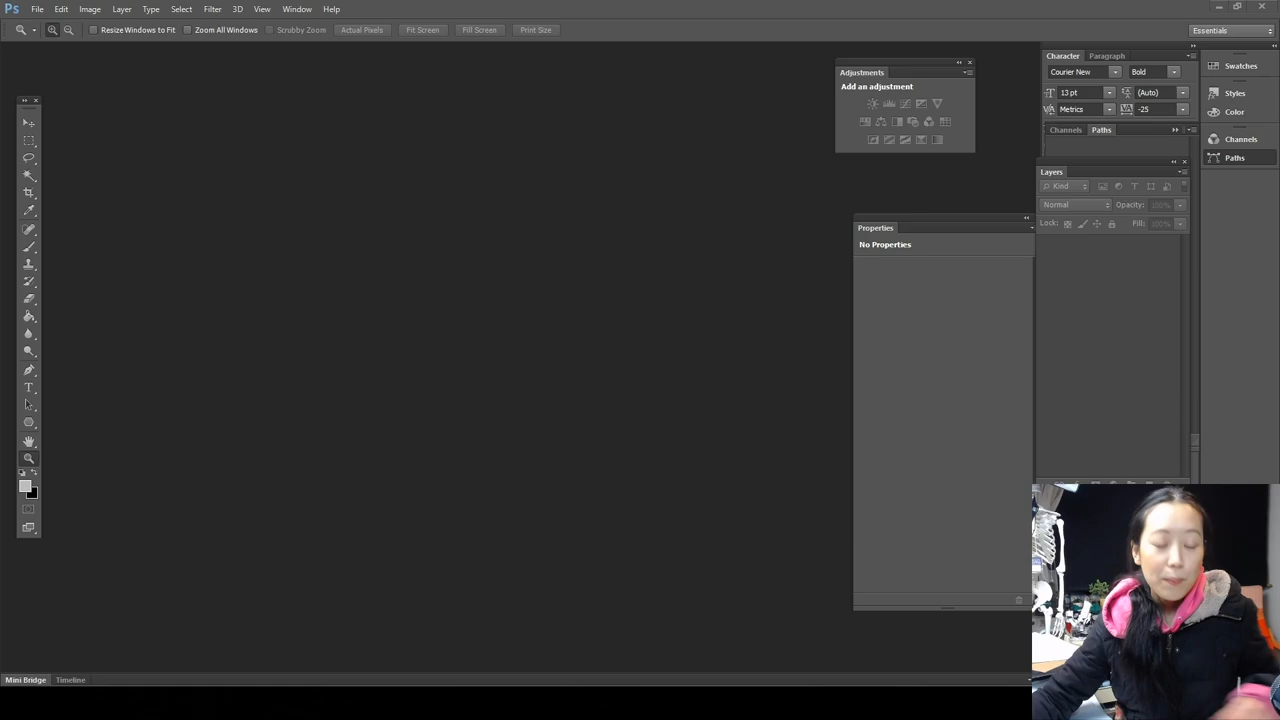 Ps File Edit Image Layer Type Select Filter 3D View Window Help
Resize Windows to Fit Zoom All Windows Scrubby Zoom Actual Pixels Fit Screen Fill Screen Print Size Essentials
Character Paragraph
Courier New Bold
13 pt (Auto)
Metrics -25
Channels Paths
Swatches
Styles
Color
Channels
Paths
Adjustments
Add an adjustment
Layers
Kind
Normal Opacity: 100%
Lock: Fill: 100%
Properties
No Properties
T
Mini Bridge Timeline